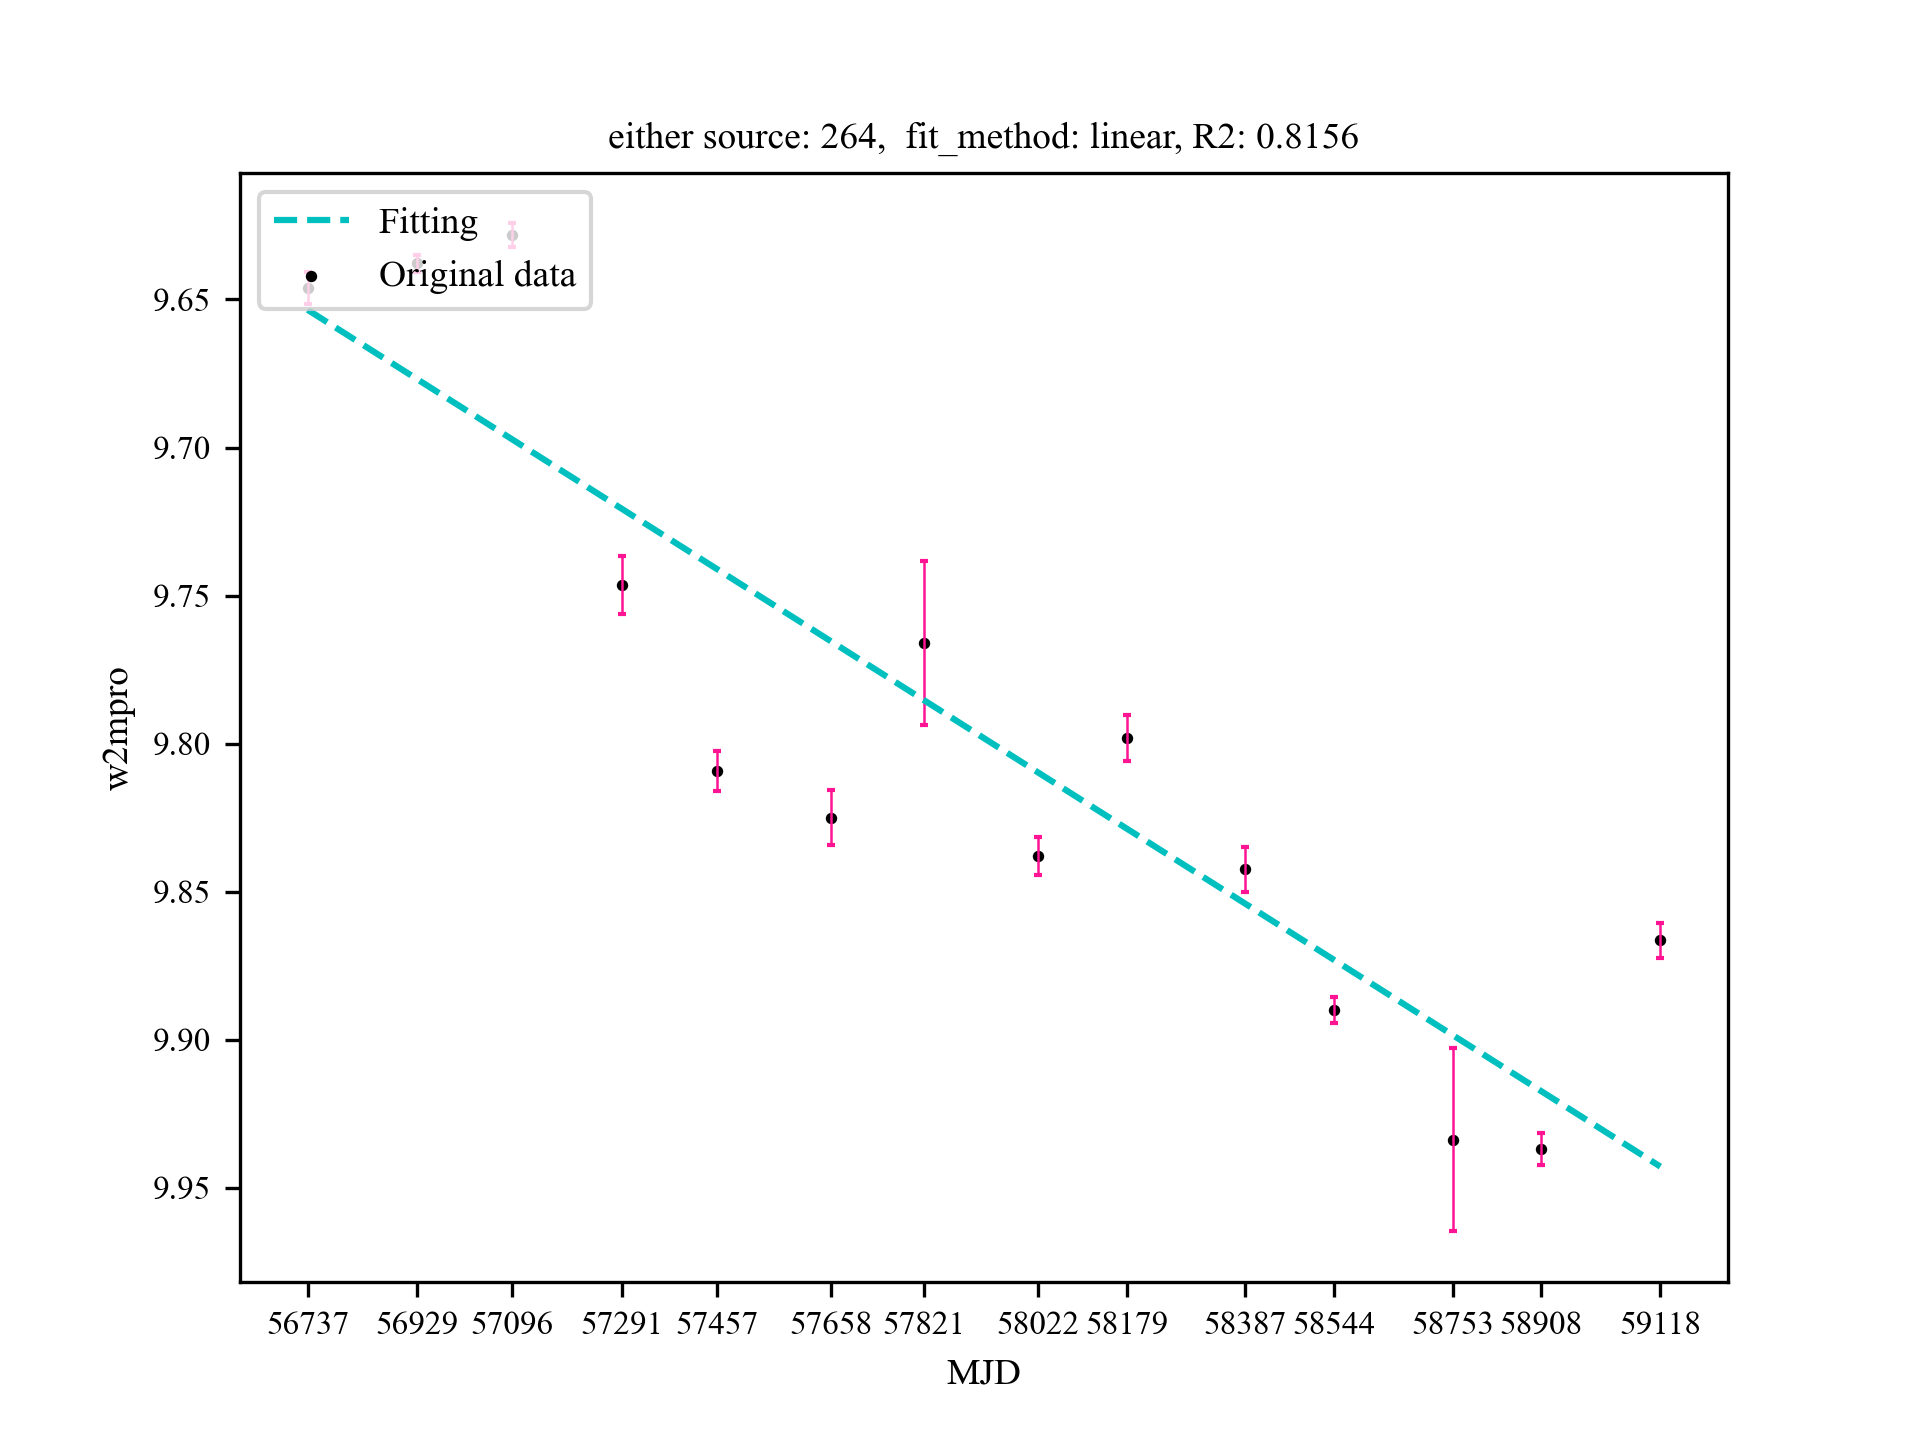 either source: 264,  fit_method: linear, R2: 0.8156
Fitting
Original data
9.65
9.70
9.75
9.80
9.85
9.90
9.95
w2mpro
56737 56929 57096 57291 57457 57658 57821 58022 58179 58387 58544 58753 58908 59118
MJD